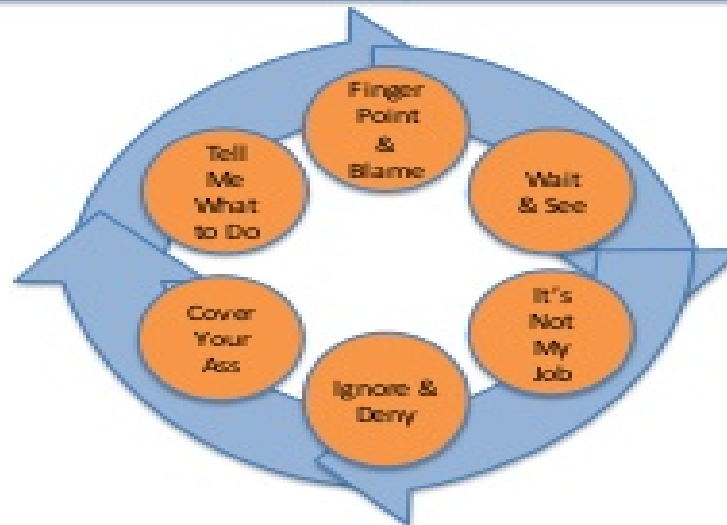 Finger
Point
&
Blame
Wait
& See
It's
Not
My
Job
Ignore &
Deny
Cover
Your
Ass
Tell
Me
What
to Do